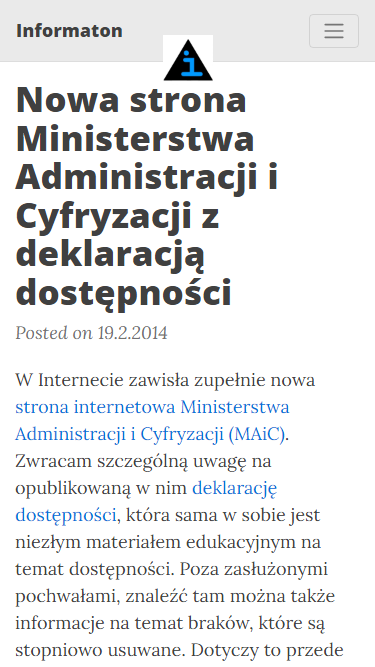 Informaton
i
Nowa strona
Ministerstwa
Administracji i
Cyfryzacji z
deklaracją
dostępności
Posted on 19.2.2014
W Internecie zawisła zupełnie nowa
strona internetowa Ministerstwa
Administracji i Cyfryzacji (MAiC).
Zwracam szczególną uwagę na
opublikowaną w nim deklarację
dostępności, która sama w sobie jest
niezłym materiałem edukacyjnym na
temat dostępności. Poza zasłużonymi
pochwałami, znaleźć tam można także
informacje na temat braków, które są
stopniowo usuwane. Dotyczy to przede